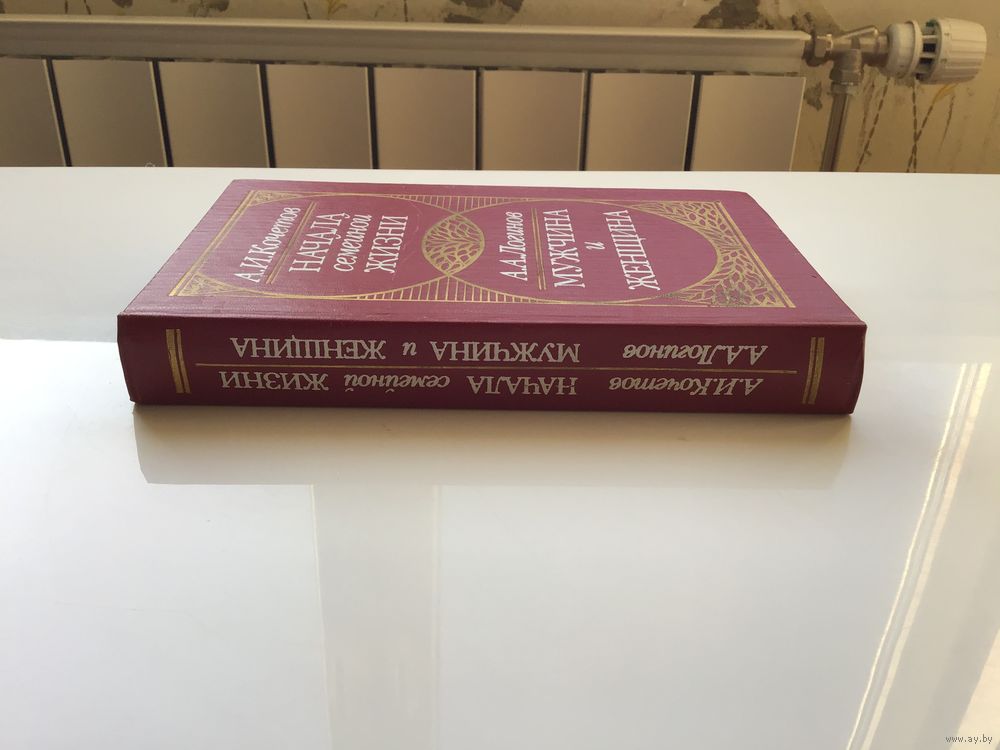 А.И.Кочетов
НАЧАЛА
семейной
ЖИЗНИ
А.А.Логинов
МУЖЧИНА
и
ЖЕНЩИНА
А.И.Кочетов НАЧАЛА семейной ЖИЗНИ
А.А.Логинов МУЖЧИНА и ЖЕНЩИНА
www.ay.by